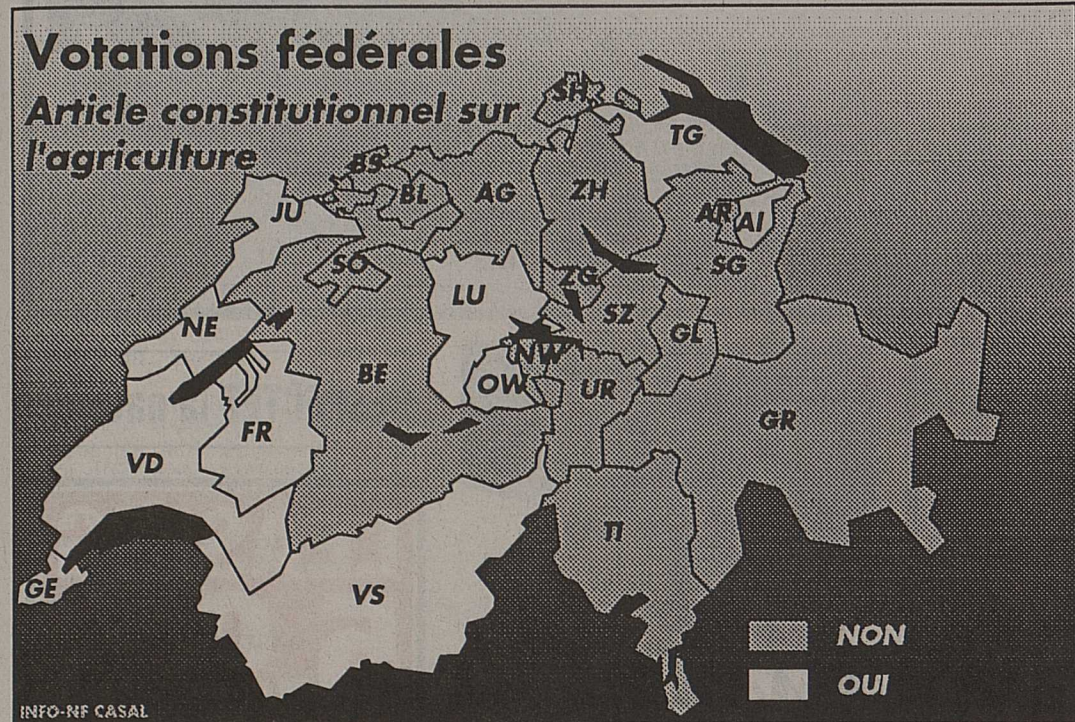 Votations fédérales
Article constitutionnel sur
l'agriculture
SH
TG
BS
BL
AG
ZH
JU
AR
AI
SO
ZG
SG
LU
SZ
NE
GL
NW
BE
OW
UR
FR
GR
VD
TI
GE
VS
NON
OUI
INFO-NF CASAL